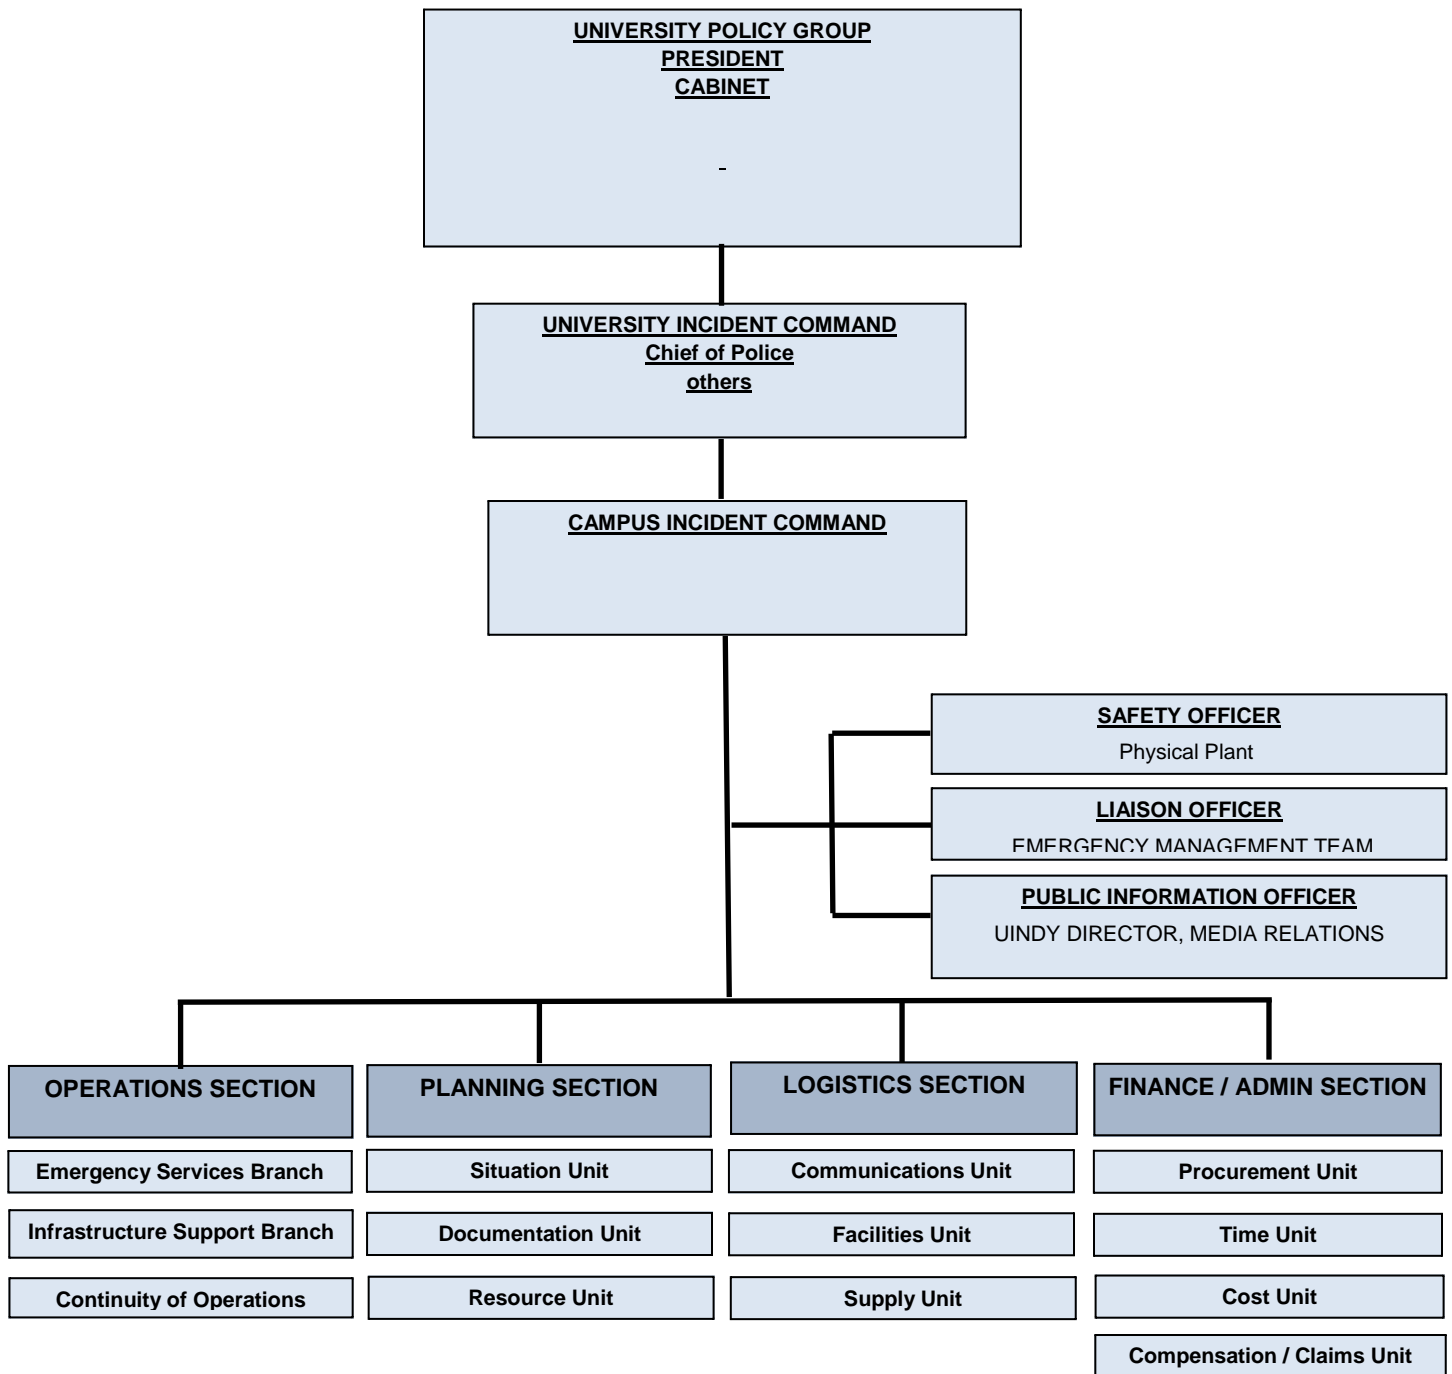 UNIVERSITY POLICY GROUP
PRESIDENT
CABINET
-
UNIVERSITY INCIDENT COMMAND
Chief of Police
others
CAMPUS INCIDENT COMMAND
SAFETY OFFICER
Physical Plant
LIAISON OFFICER
EMERGENCY MANAGEMENT TEAM
PUBLIC INFORMATION OFFICER
UINDY DIRECTOR, MEDIA RELATIONS
OPERATIONS SECTION
Emergency Services Branch
Infrastructure Support Branch
Continuity of Operations
PLANNING SECTION
Situation Unit
Documentation Unit
Resource Unit
LOGISTICS SECTION
Communications Unit
Facilities Unit
Supply Unit
FINANCE / ADMIN SECTION
Procurement Unit
Time Unit
Cost Unit
Compensation / Claims Unit